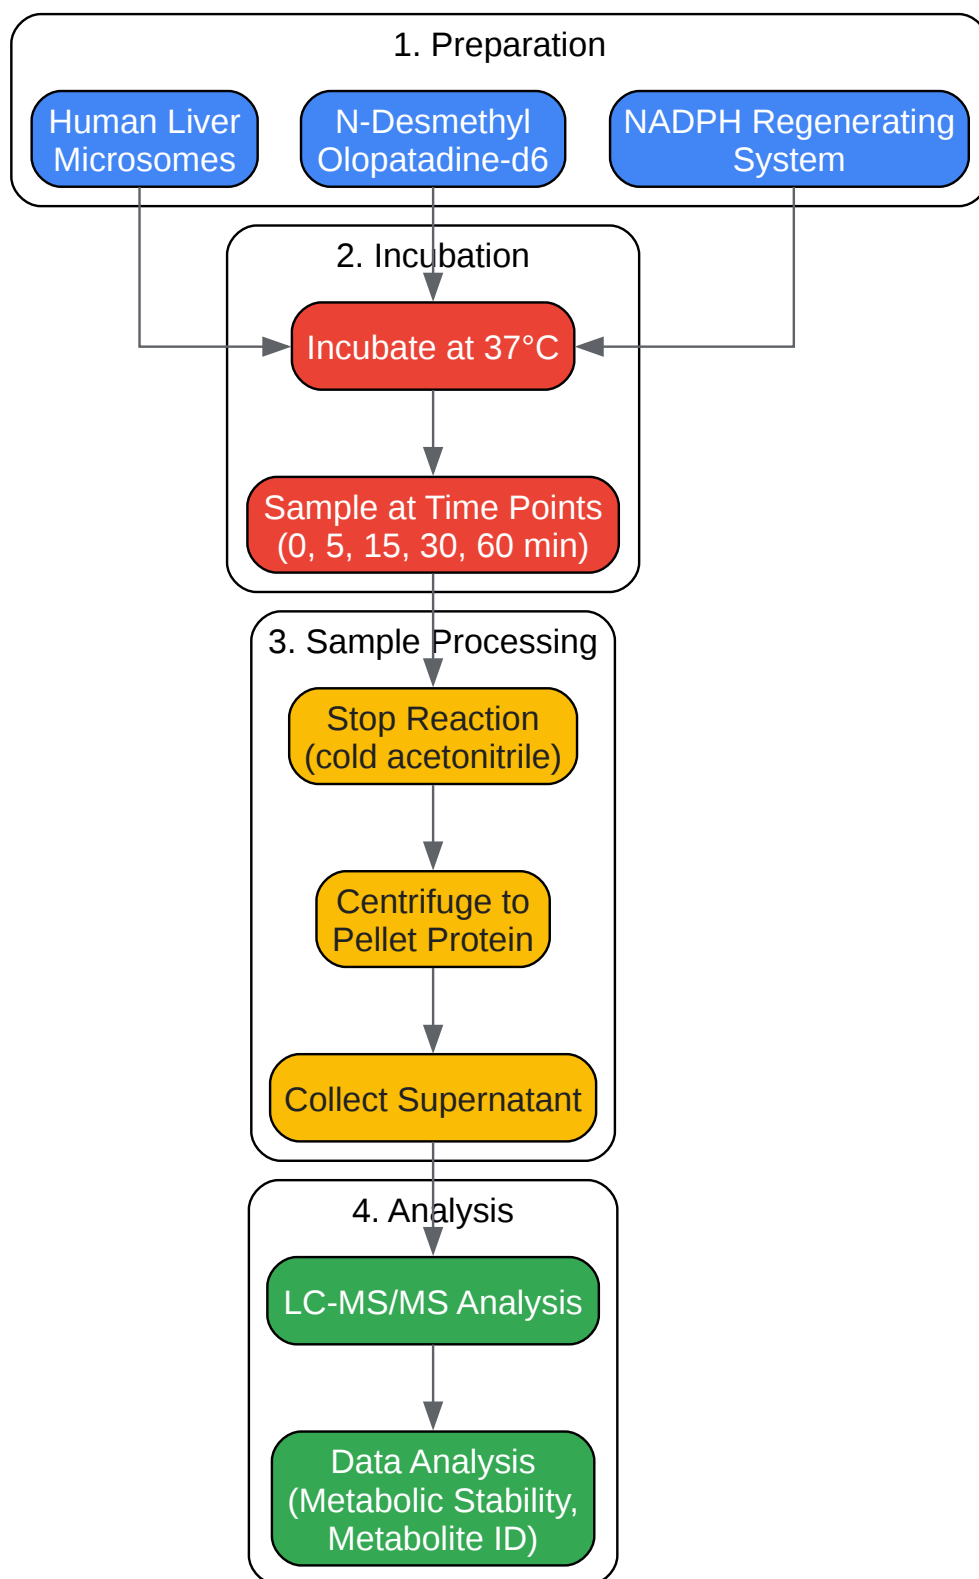 1. Preparation
Human Liver
Microsomes
N-Desmethyl
Olopatadine-d6
NADPH Regenerating
System
2. Incubation
Incubate at 37°C
Sample at Time Points
(0, 5, 15, 30, 60 min)
3. Sample Processing
Stop Reaction
(cold acetonitrile)
Centrifuge to
Pellet Protein
Collect Supernatant
4. Analysis
LC-MS/MS Analysis
Data Analysis
(Metabolic Stability,
Metabolite ID)